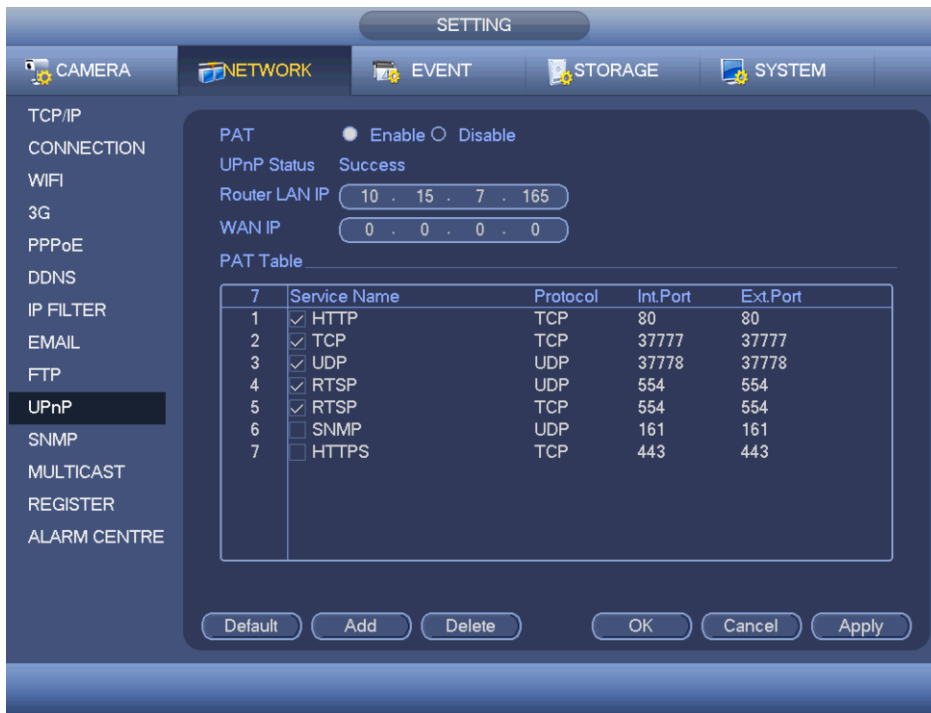 SETTING
CAMERA NETWORK EVENT STORAGE SYSTEM
TCP/IP
CONNECTION
WIFI
3G
PPPoE
DDNS
IP FILTER
EMAIL
FTP
UPnP
SNMP
MULTICAST
REGISTER
ALARM CENTRE
PAT Enable Disable
UPnP Status Success
Router LAN IP 10 . 15 . 7 . 165
WAN IP 0 . 0 . 0 . 0
PAT Table
7 Service Name Protocol Int.Port Ext.Port
1 HTTP TCP 80 80
2 TCP TCP 37777 37777
3 UDP UDP 37778 37778
4 RTSP UDP 554 554
5 RTSP TCP 554 554
6 SNMP UDP 161 161
7 HTTPS TCP 443 443
Default Add Delete OK Cancel Apply